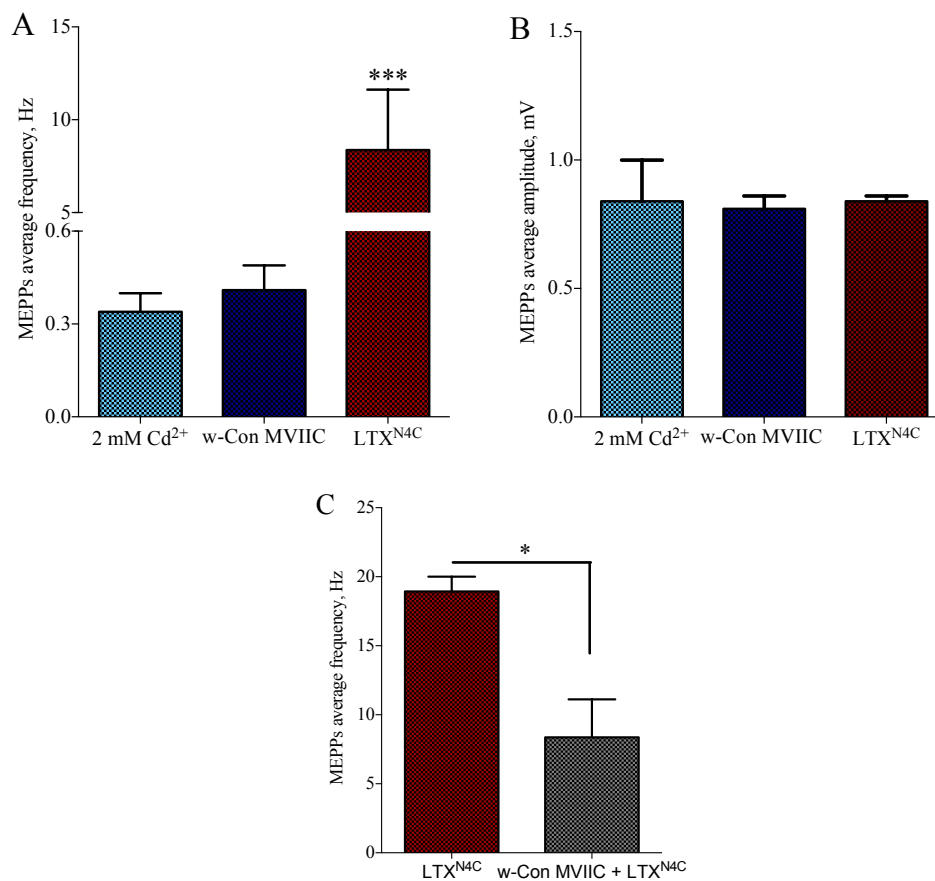 A
MEPPs average frequency, Hz
15
10
5
0.6
0.3
0.0
***
2 mM Cd²⁺ w-Con MVIIC LTXᴺ⁴ᶜ
B
MEPPs average amplitude, mV
1.5
1.0
0.5
0.0
2 mM Cd²⁺ w-Con MVIIC LTXᴺ⁴ᶜ
C
MEPPs average frequency, Hz
25
20
15
10
5
0
*
LTXᴺ⁴ᶜ w-Con MVIIC + LTXᴺ⁴ᶜ